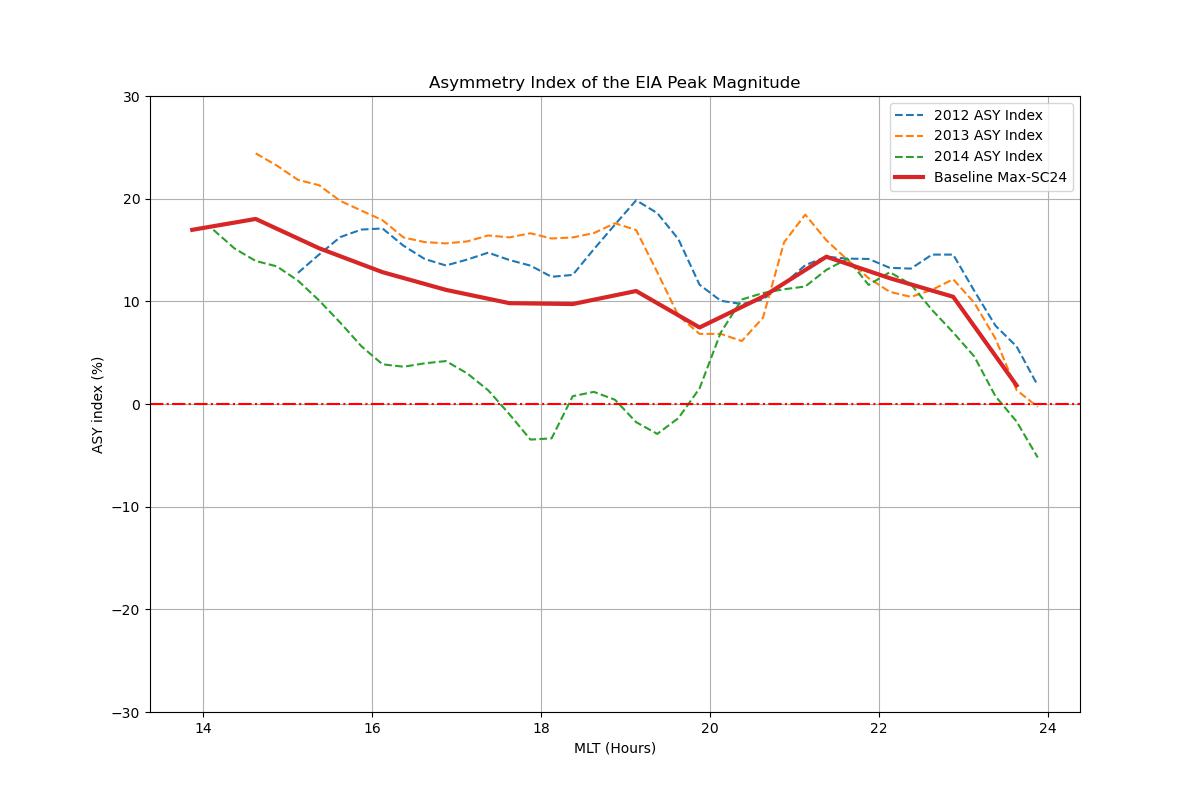 Asymmetry Index of the EIA Peak Magnitude
30
20
10
0
−10
−20
−30
ASY index (%)
2012 ASY Index
2013 ASY Index
2014 ASY Index
Baseline Max-SC24
14 16 18 20 22 24
MLT (Hours)